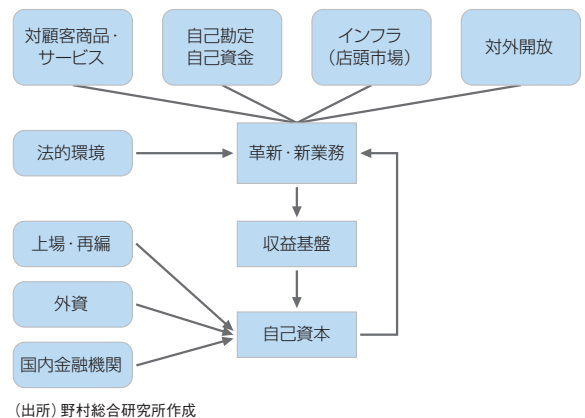 対顧客商品・
サービス
自己勘定
自己資金
インフラ
（店頭市場）
対外開放
法的環境
革新・新業務
上場・再編
収益基盤
外資
自己資本
国内金融機関
（出所）野村総合研究所作成